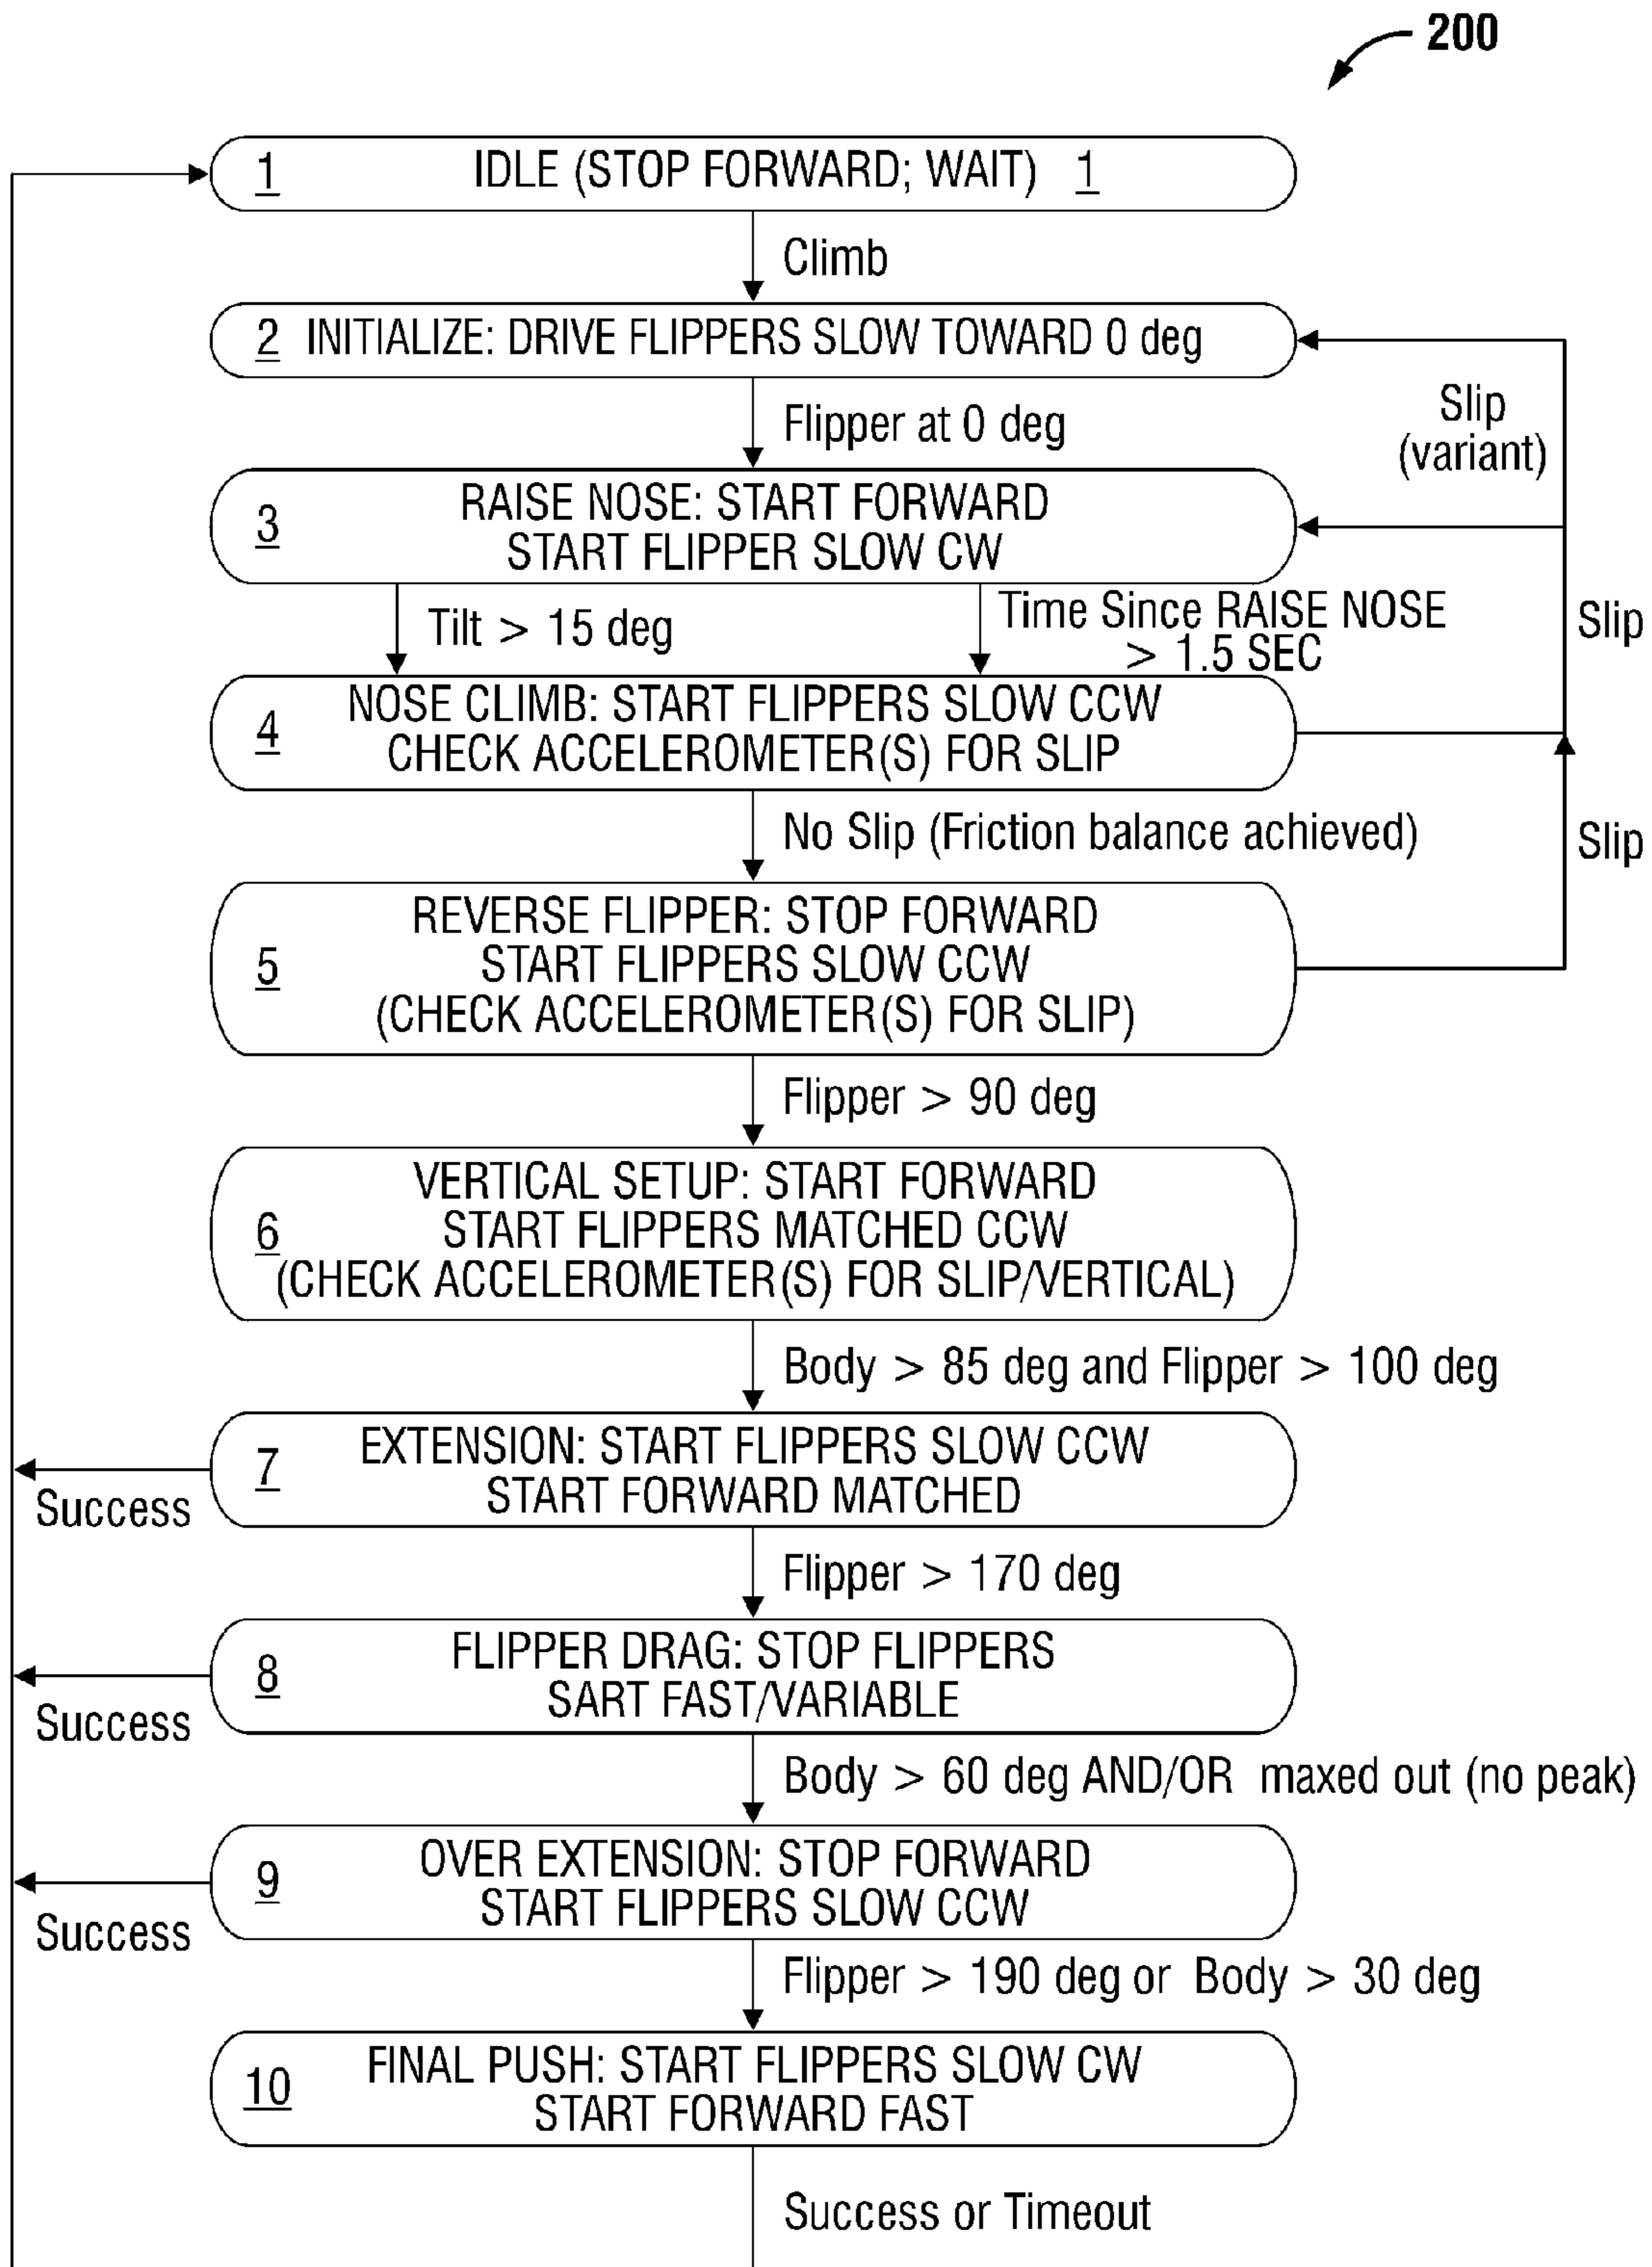 200
1 IDLE (STOP FORWARD; WAIT) 1
Climb
2 INITIALIZE: DRIVE FLIPPERS SLOW TOWARD 0 deg
Slip
(variant)
Flipper at 0 deg
3 RAISE NOSE: START FORWARD
START FLIPPER SLOW CW
Tilt > 15 deg
Time Since RAISE NOSE
> 1.5 SEC
Slip
4 NOSE CLIMB: START FLIPPERS SLOW CCW
CHECK ACCELEROMETER(S) FOR SLIP
No Slip (Friction balance achieved)
Slip
5 REVERSE FLIPPER: STOP FORWARD
START FLIPPERS SLOW CCW
(CHECK ACCELEROMETER(S) FOR SLIP)
Flipper > 90 deg
6 VERTICAL SETUP: START FORWARD
START FLIPPERS MATCHED CCW
(CHECK ACCELEROMETER(S) FOR SLIP/VERTICAL)
Body > 85 deg and Flipper > 100 deg
7 EXTENSION: START FLIPPERS SLOW CCW
START FORWARD MATCHED
Success
Flipper > 170 deg
8 FLIPPER DRAG: STOP FLIPPERS
SART FAST/VARIABLE
Success
Body > 60 deg AND/OR maxed out (no peak)
9 OVER EXTENSION: STOP FORWARD
START FLIPPERS SLOW CCW
Success
Flipper > 190 deg or Body > 30 deg
10 FINAL PUSH: START FLIPPERS SLOW CW
START FORWARD FAST
Success or Timeout